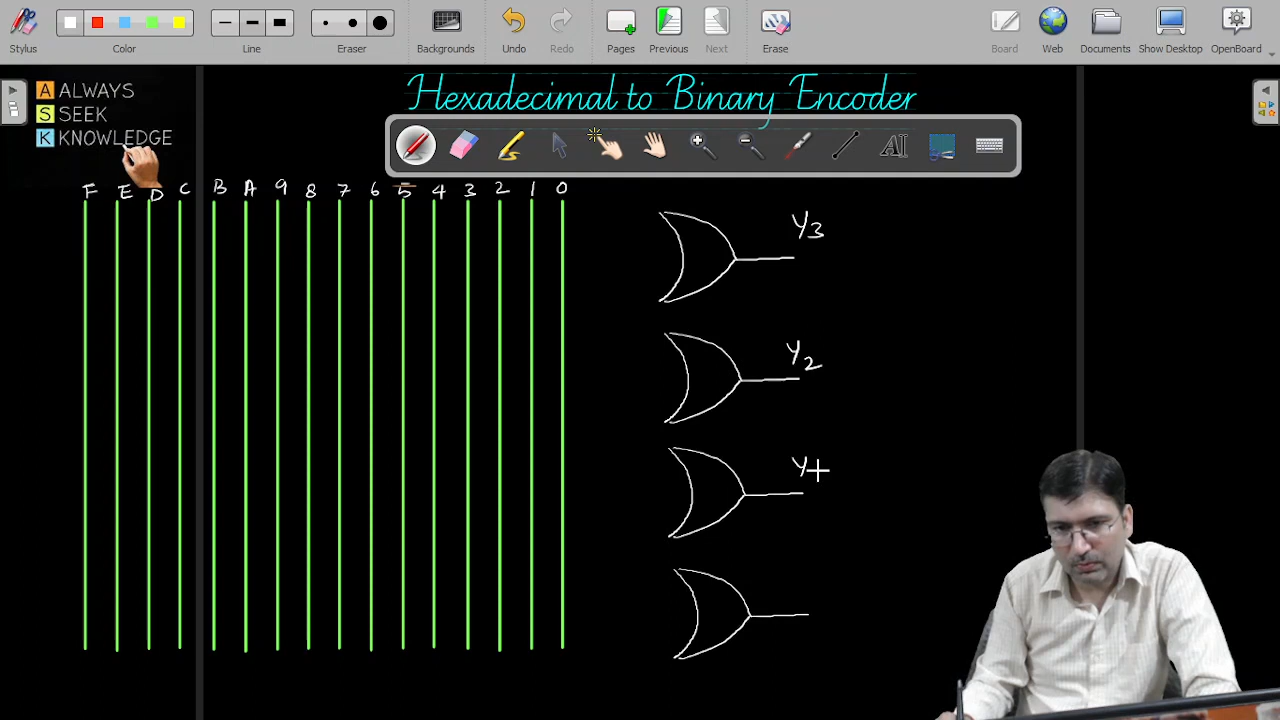 Stylus Color Line Eraser Backgrounds Undo Redo Pages Previous Next Erase Board Web Documents Show Desktop OpenBoard
A ALWAYS
S SEEK
K KNOWLEDGE
Hexadecimal to Binary Encoder
AI
F E D C B A 9 8 7 6 5 4 3 2 1 0
Y3
Y2
Y